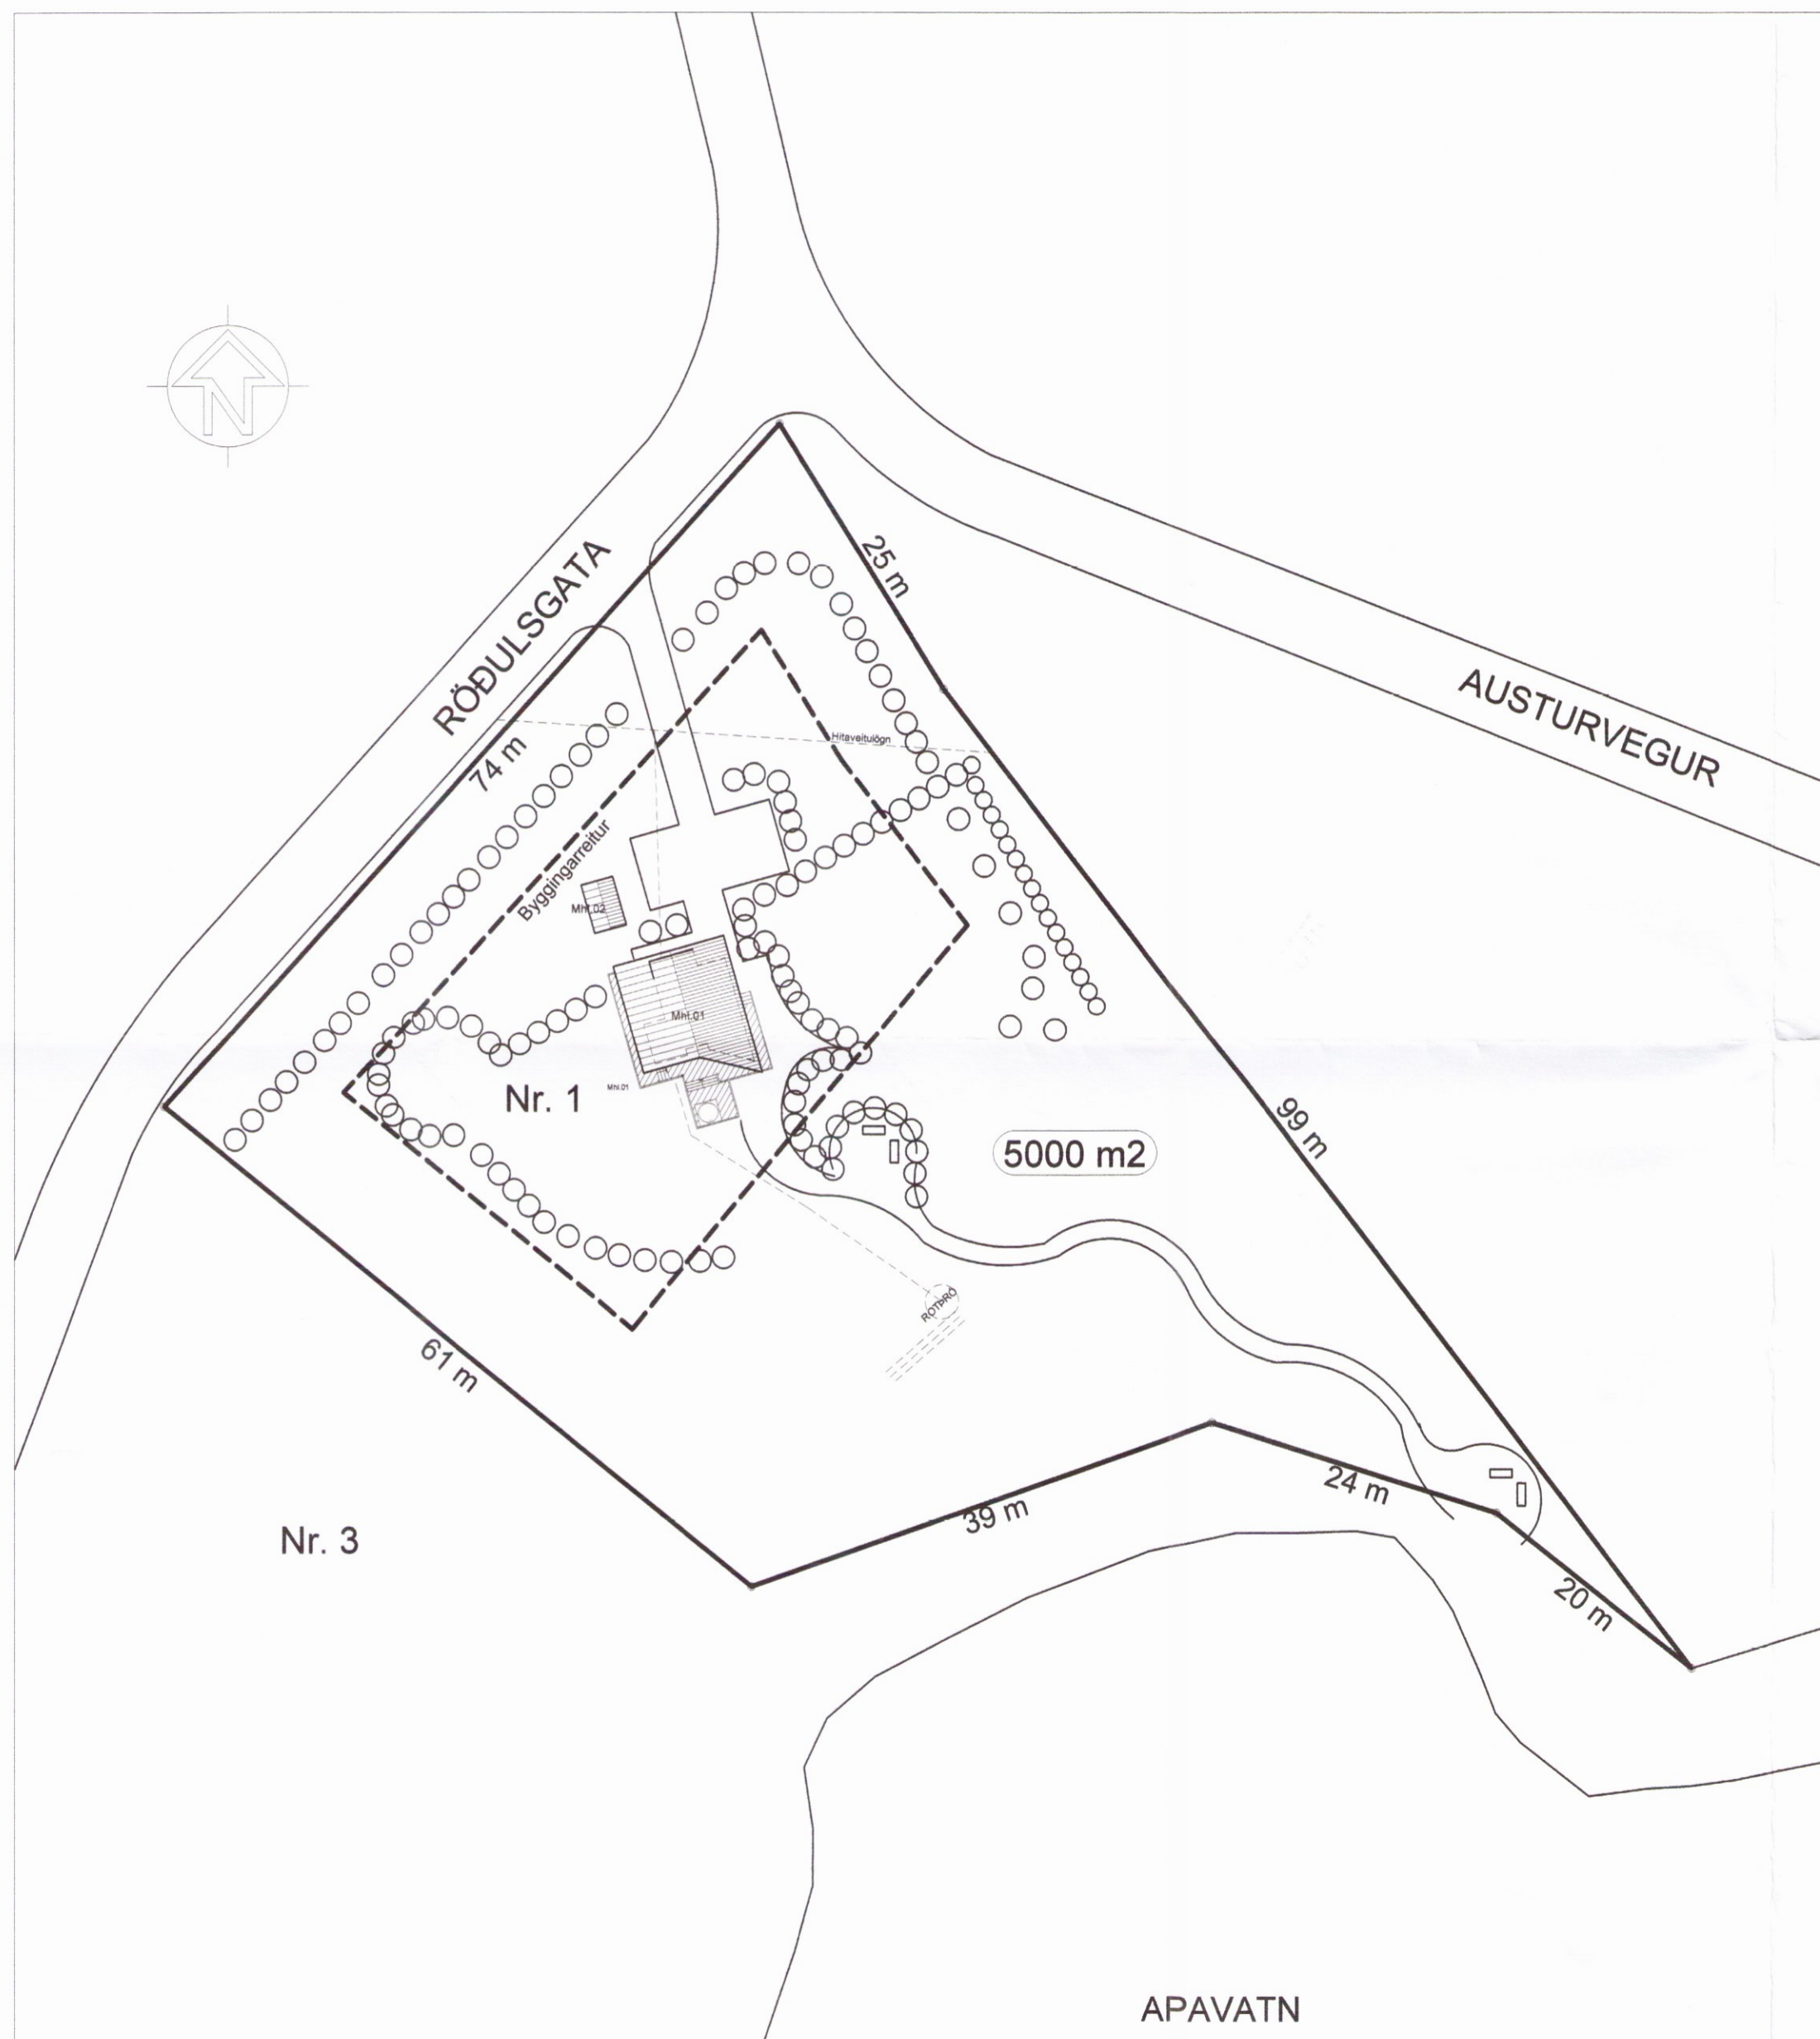 N
RÖÐULSGATA
25 m
AUSTURVEGUR
74 m
Hitaveitulögn
Byggingarreitur
Mhl.02
Mhl.01
Mhl.01
Nr. 1
5000 m2
99 m
ROTÞRÓ
61 m
24 m
39 m
Nr. 3
20 m
APAVATN